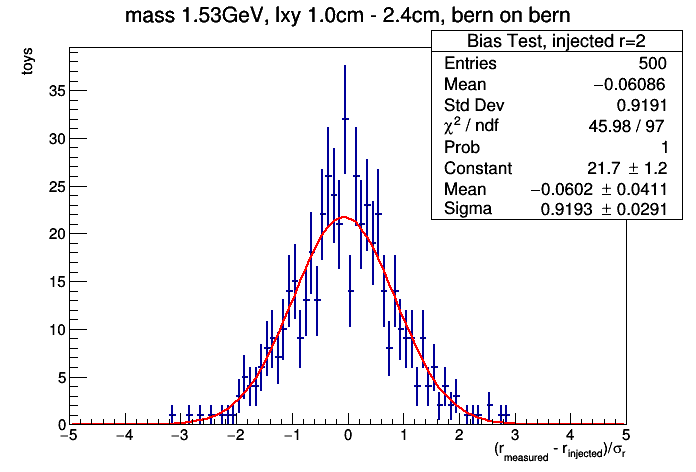 mass 1.53GeV, lxy 1.0cm - 2.4cm, bern on bern
toys
Bias Test, injected r=2
Entries 500
Mean −0.06086
Std Dev 0.9191
χ² / ndf 45.98 / 97
Prob 1
Constant 21.7 ± 1.2
Mean −0.0602 ± 0.0411
Sigma 0.9193 ± 0.0291
35
30
25
20
15
10
5
0
−5 −4 −3 −2 −1 0 1 2 3 4 5
(r_measured - r_injected)/σ_r